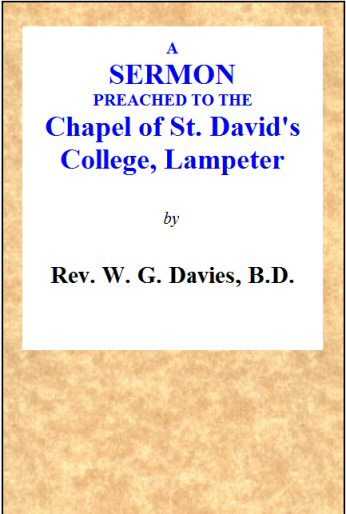 A
SERMON
PREACHED TO THE
Chapel of St. David's
College, Lampeter
by
Rev. W. G. Davies, B.D.